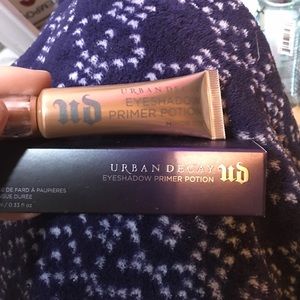 URBAN DECAY
ud EYESHADOW
PRIMER POTION
URBAN DECAY ud
EYESHADOW PRIMER POTION
DE FARD À PAUPIÈRES
DURÉE
/ 0.33 fl oz